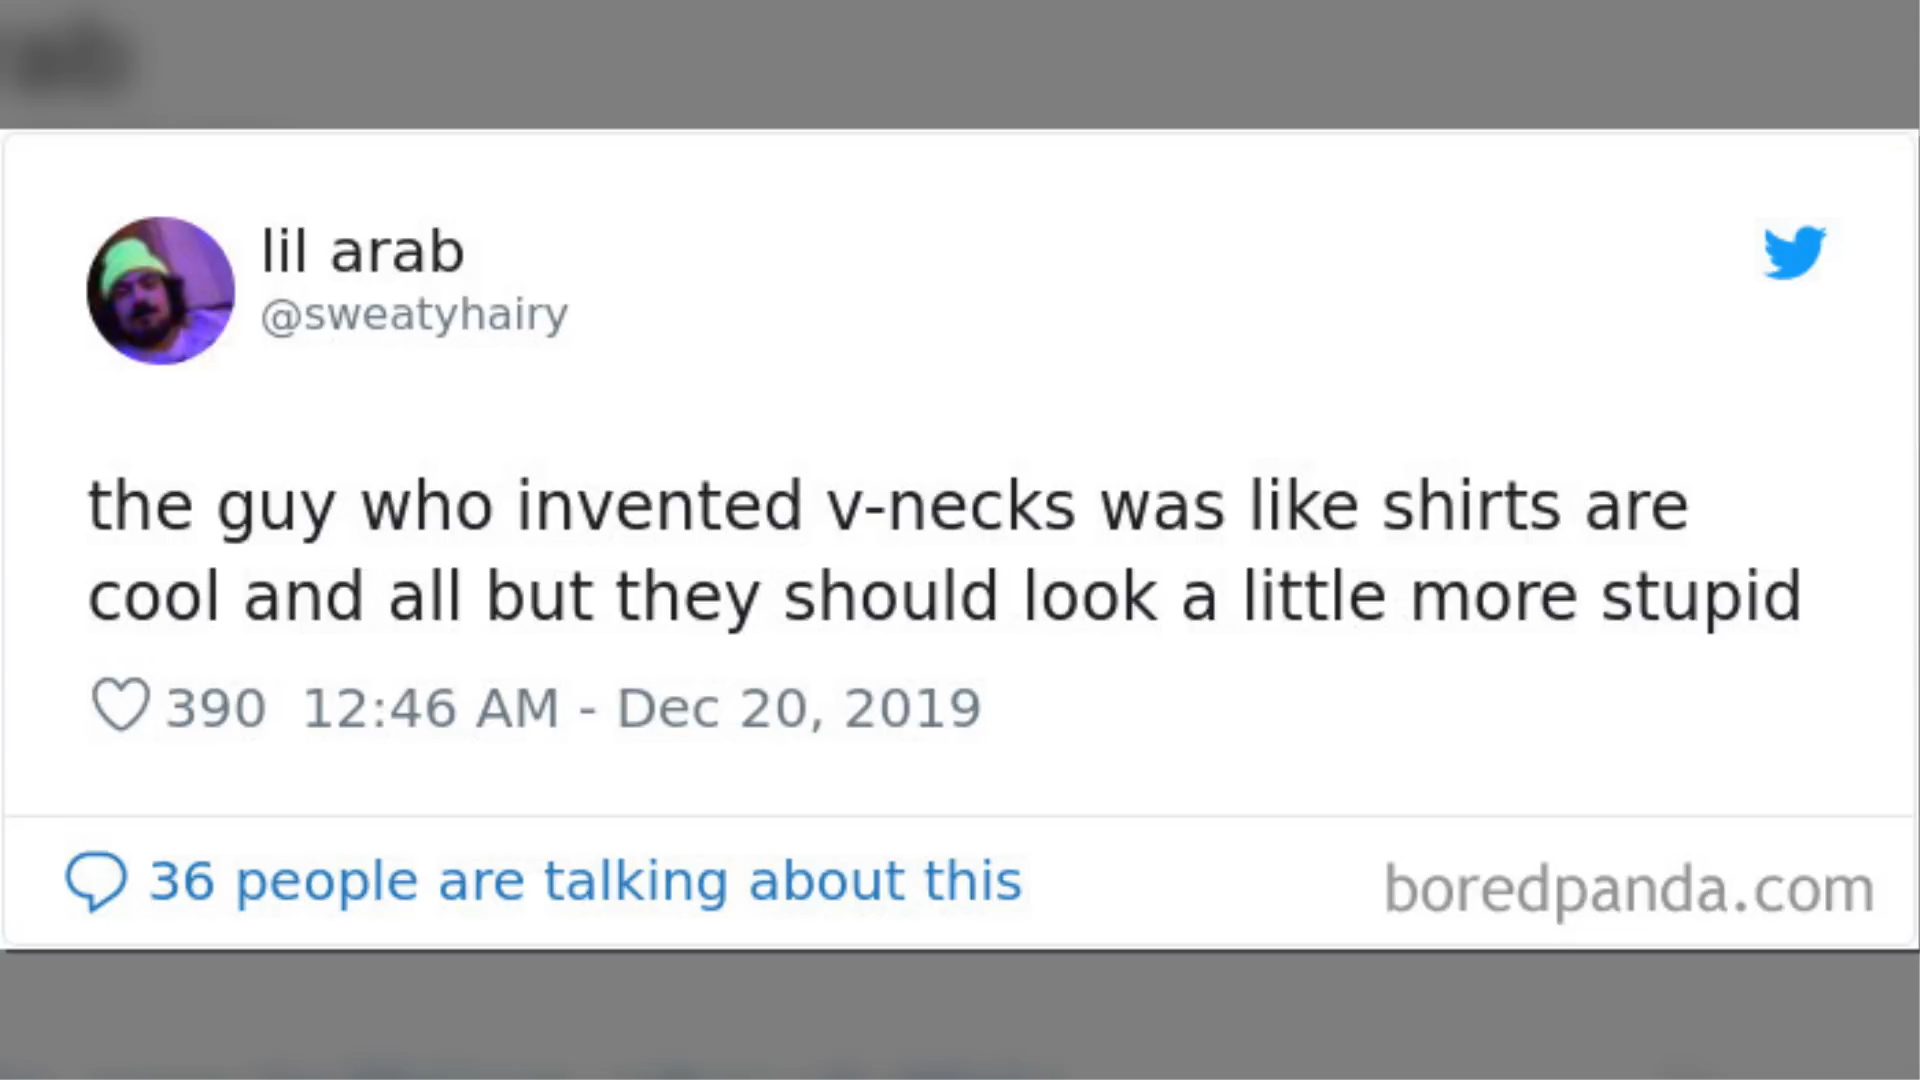 lil arab
@sweatyhairy
the guy who invented v-necks was like shirts are
cool and all but they should look a little more stupid
390 12:46 AM - Dec 20, 2019
36 people are talking about this
boredpanda.com